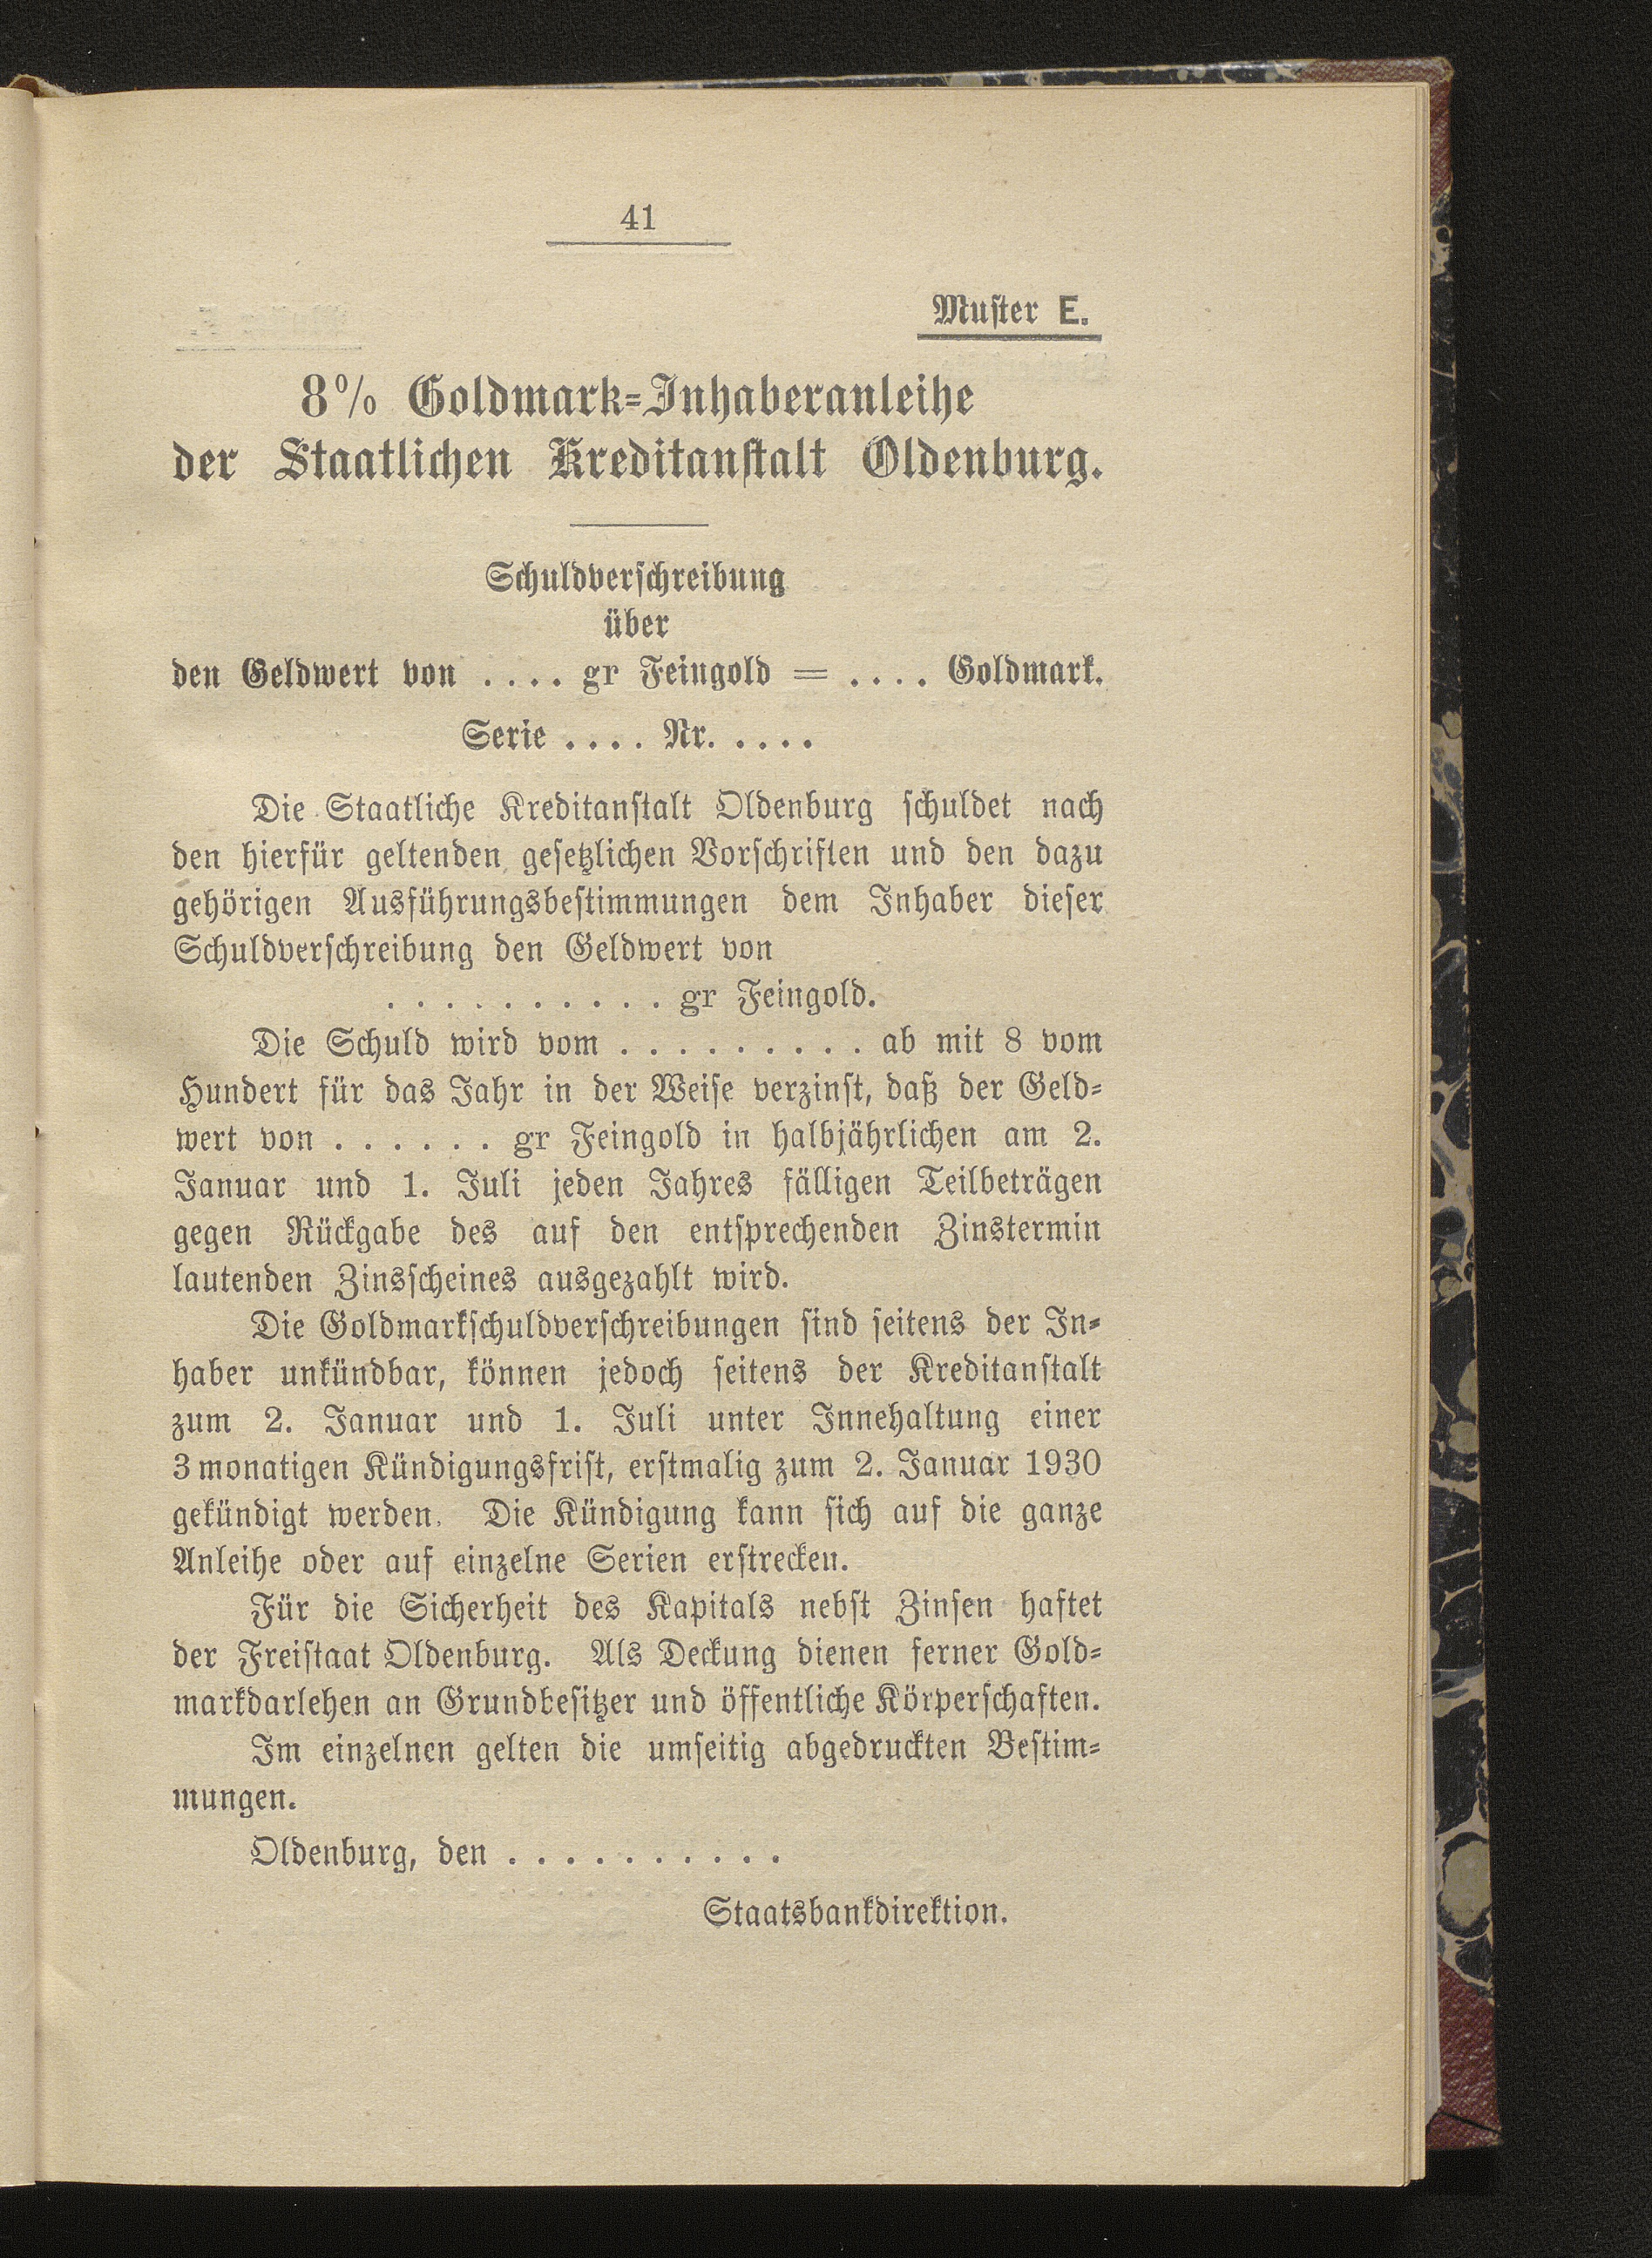 41
Muster E.
8% Goldmark-Inhaberanleihe
der Staatlichen Kreditanstalt Oldenburg.
Schuldverschreibung
über
den Geldwert von .... gr Feingold = .... Goldmark.
Serie .... Nr. ....
Die Staatliche Kreditanstalt Oldenburg schuldet nach
den hierfür geltenden gesetzlichen Vorschriften und den dazu
gehörigen Ausführungsbestimmungen dem Inhaber dieser
Schuldverschreibung den Geldwert von
.......... gr Feingold.
Die Schuld wird vom ......... ab mit 8 vom
Hundert für das Jahr in der Weise verzinst, daß der Geld-
wert von ...... gr Feingold in halbjährlichen am 2.
Januar und 1. Juli jeden Jahres fälligen Teilbeträgen
gegen Rückgabe des auf den entsprechenden Zinstermin
lautenden Zinsscheines ausgezahlt wird.
Die Goldmarkschuldverschreibungen sind seitens der In-
haber unkündbar, können jedoch seitens der Kreditanstalt
zum 2. Januar und 1. Juli unter Innehaltung einer
3 monatigen Kündigungsfrist, erstmalig zum 2. Januar 1930
gekündigt werden. Die Kündigung kann sich auf die ganze
Anleihe oder auf einzelne Serien erstrecken.
Für die Sicherheit des Kapitals nebst Zinsen haftet
der Freistaat Oldenburg. Als Deckung dienen ferner Gold-
markdarlehen an Grundbesitzer und öffentliche Körperschaften.
Im einzelnen gelten die umseitig abgedruckten Bestim-
mungen.
Oldenburg, den ..........
Staatsbankdirektion.